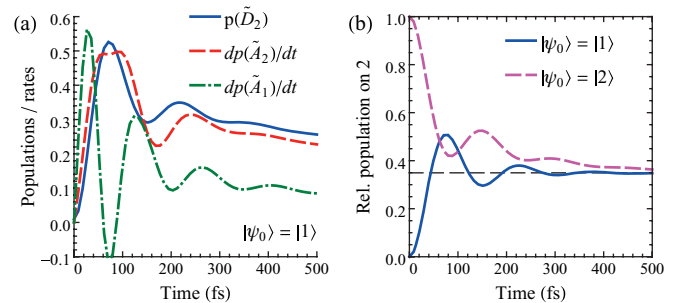 (a)
p(D̃₂)
dp(Ã₂)/dt
dp(Ã₁)/dt
|ψ₀⟩ = |1⟩
Populations / rates
0.5
0.4
0.3
0.2
0.1
0.0
−0.1
0 100 200 300 400 500
Time (fs)
(b)
|ψ₀⟩ = |1⟩
|ψ₀⟩ = |2⟩
Rel. population on 2
1.0
0.8
0.6
0.4
0.2
0.0
0 100 200 300 400 500
Time (fs)